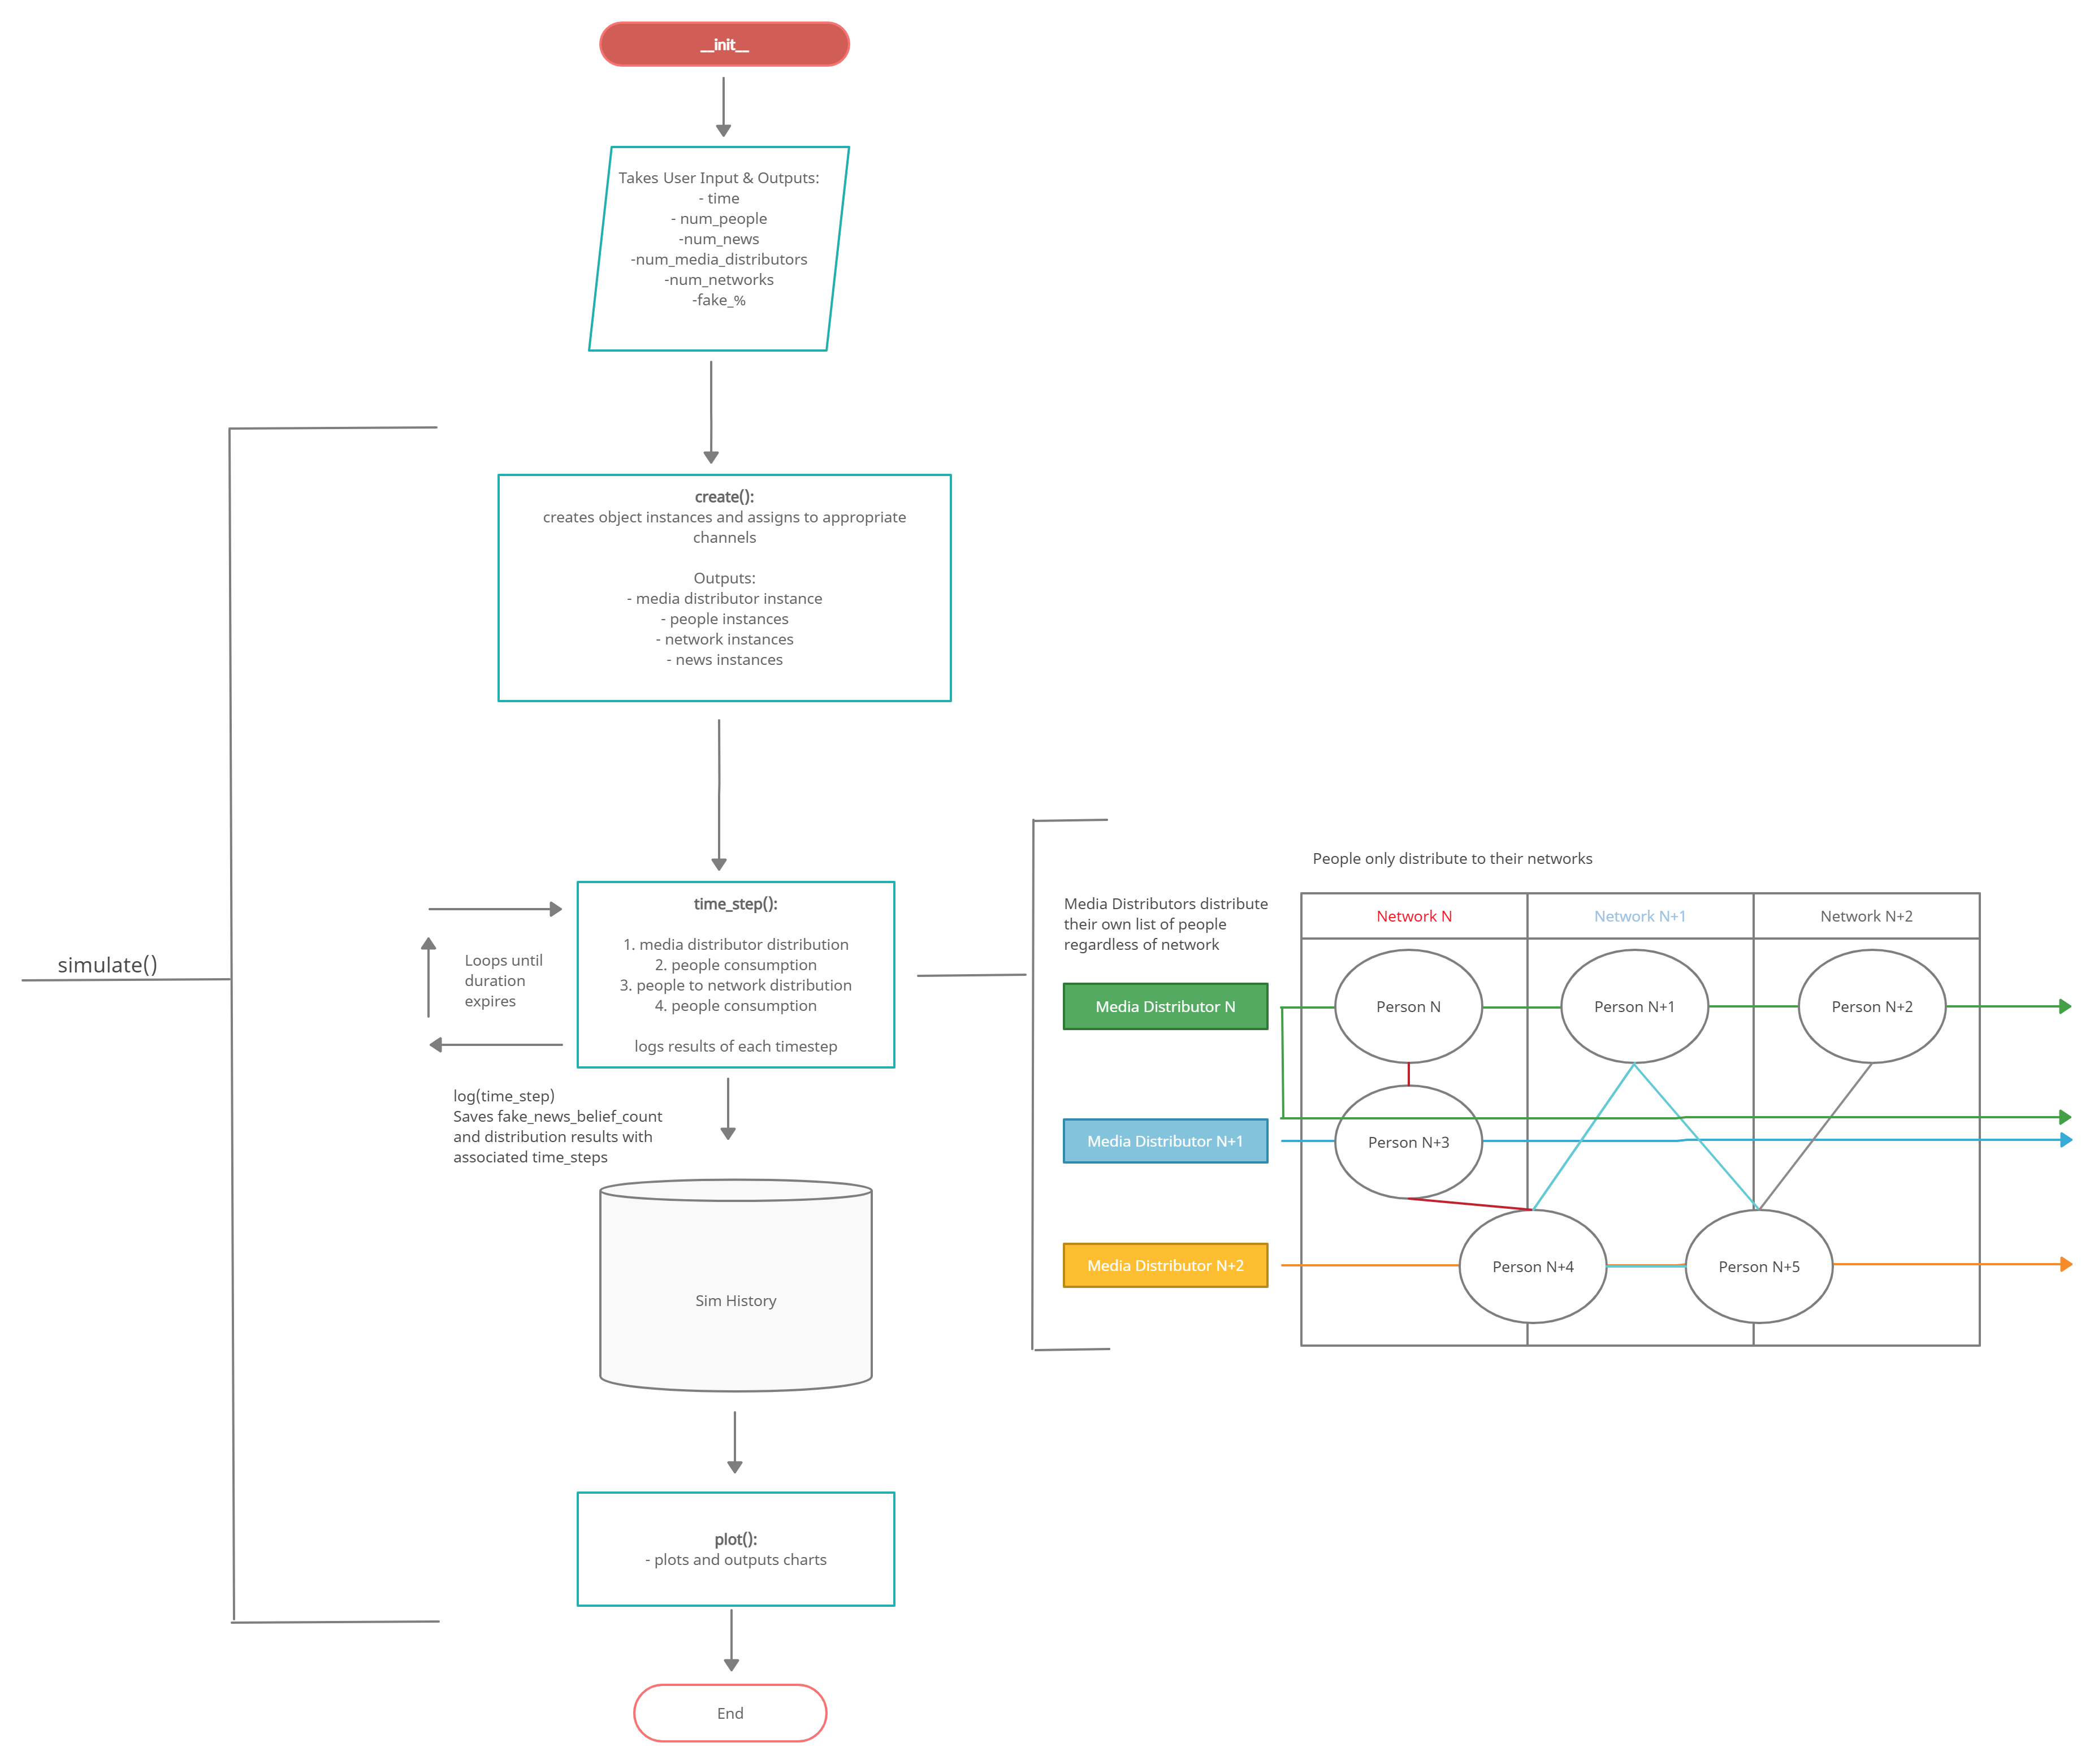 __init__
Takes User Input & Outputs:
- time
- num_people
-num_news
-num_media_distributors
-num_networks
-fake_%
create():
creates object instances and assigns to appropriate
channels
Outputs:
- media distributor instance
- people instances
- network instances
- news instances
simulate()
Loops until
duration
expires
time_step():
1. media distributor distribution
2. people consumption
3. people to network distribution
4. people consumption
logs results of each timestep
log(time_step)
Saves fake_news_belief_count
and distribution results with
associated time_steps
Sim History
plot():
- plots and outputs charts
End
People only distribute to their networks
Media Distributors distribute
their own list of people
regardless of network
Network N
Network N+1
Network N+2
Media Distributor N
Person N
Person N+1
Person N+2
Media Distributor N+1
Person N+3
Media Distributor N+2
Person N+4
Person N+5